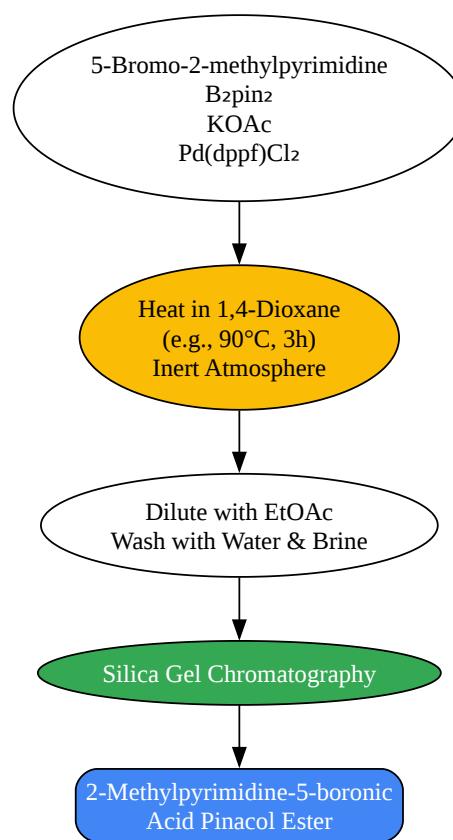 5-Bromo-2-methylpyrimidine
B₂pin₂
KOAc
Pd(dppf)Cl₂
Heat in 1,4-Dioxane
(e.g., 90°C, 3h)
Inert Atmosphere
Dilute with EtOAc
Wash with Water & Brine
Silica Gel Chromatography
2-Methylpyrimidine-5-boronic
Acid Pinacol Ester